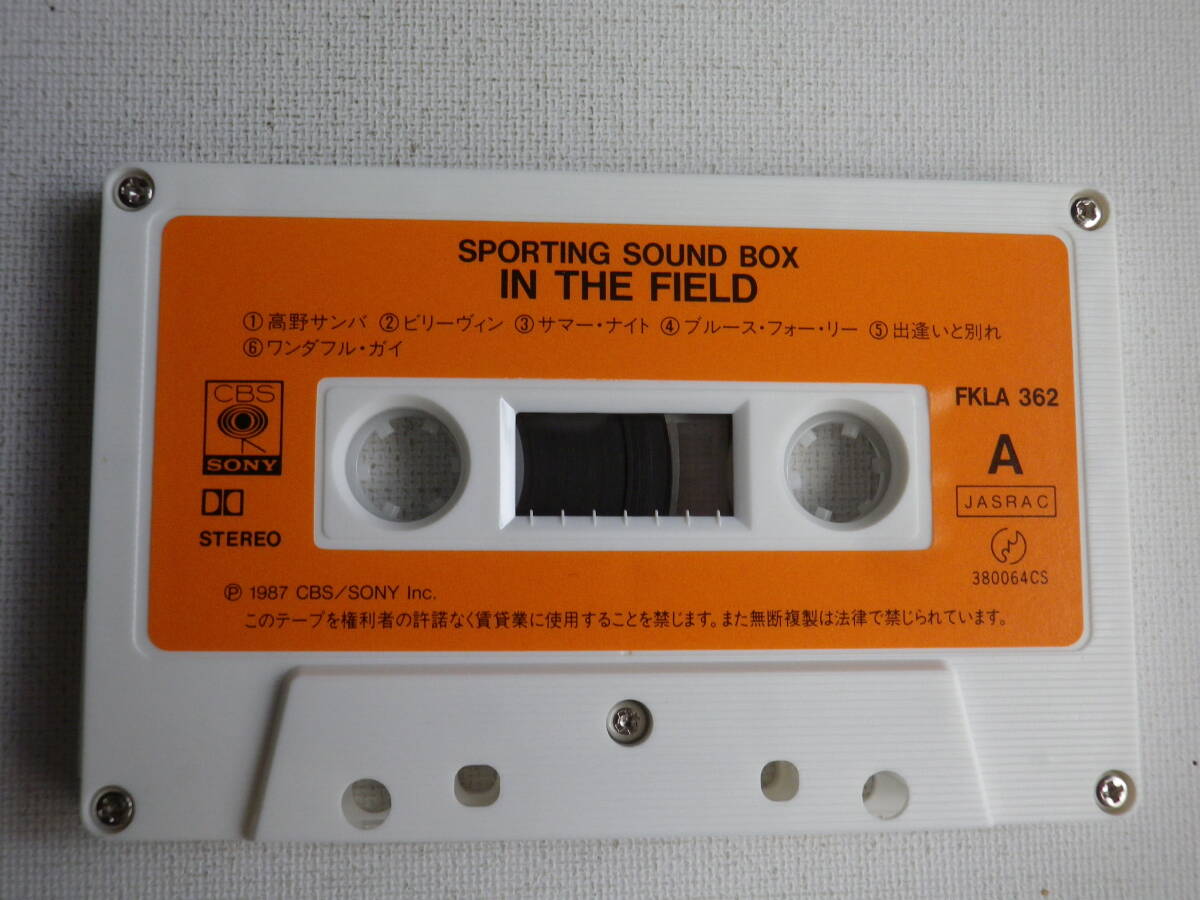 SPORTING SOUND BOX
IN THE FIELD
①高野サンバ ②ビリーヴィン ③サマー・ナイト ④ブルース・フォー・リー ⑤出逢いと別れ
⑥ワンダフル・ガイ
CBS
SONY
STEREO
FKLA 362
A
JASRAC
380064CS
Ⓟ 1987 CBS/SONY Inc.
このテープを権利者の許諾なく賃貸業に使用することを禁じます。また無断複製は法律で禁じられています。